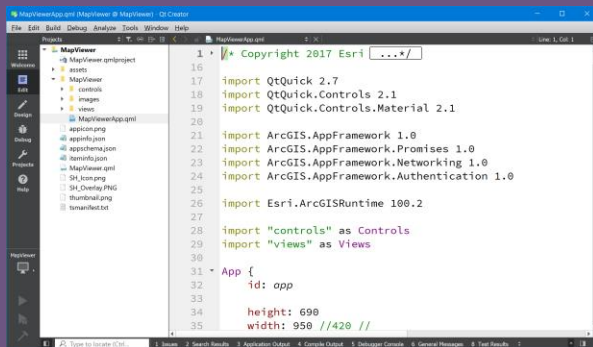 MapViewerApp.qml (MapViewer @ MapViewer) - Qt Creator
File Edit Build Debug Analyze Tools Window Help
Projects
MapViewerApp.qml
Line: 1, Col: 1
Welcome
Edit
Design
Debug
Projects
Help
MapViewer
MapViewer
MapViewer.qmlproject
assets
MapViewer
controls
images
views
MapViewerApp.qml
appicon.png
appinfo.json
appschema.json
iteminfo.json
MapViewer.qml
SH_Icon.png
SH_Overlay.PNG
thumbnail.png
tsmanifest.txt
1 /* Copyright 2017 Esri ...*/
16
17 import QtQuick 2.7
18 import QtQuick.Controls 2.1
19 import QtQuick.Controls.Material 2.1
20
21 import ArcGIS.AppFramework 1.0
22 import ArcGIS.AppFramework.Promises 1.0
23 import ArcGIS.AppFramework.Networking 1.0
24 import ArcGIS.AppFramework.Authentication 1.0
25
26 import Esri.ArcGISRuntime 100.2
27
28 import "controls" as Controls
29 import "views" as Views
30
31 App {
32 id: app
33
34 height: 690
35 width: 950 //420 //
Type to locate (Ctrl...
1 Issues 2 Search Results 3 Application Output 4 Compile Output 5 Debugger Console 6 General Messages 8 Test Results